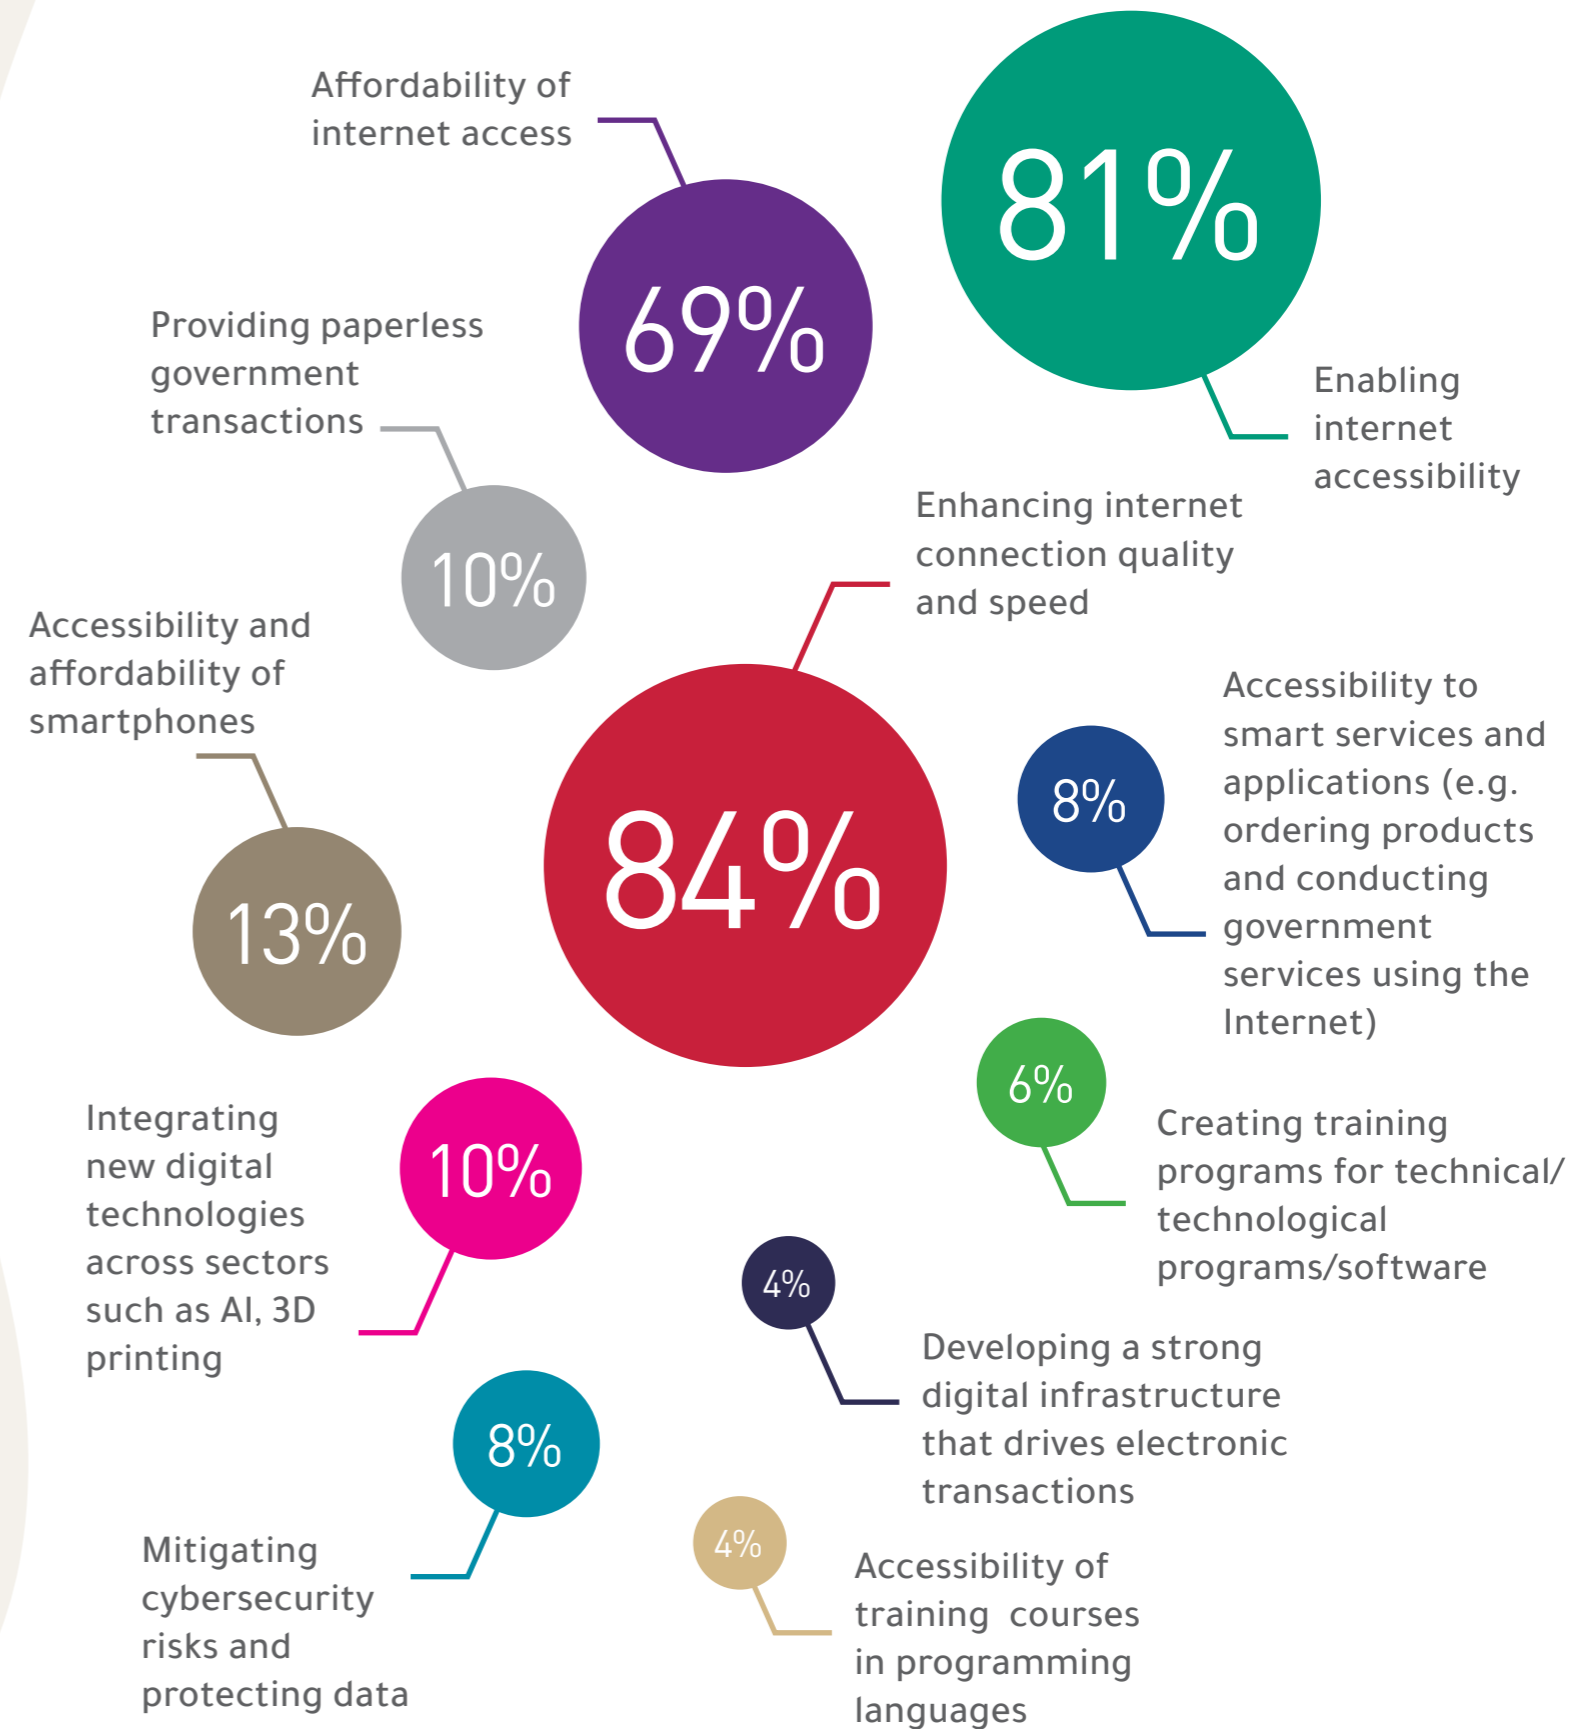 Affordability of
internet access
69%
81%
Enabling
internet
accessibility
Providing paperless
government
transactions
10%
Enhancing internet
connection quality
and speed
84%
Accessibility and
affordability of
smartphones
13%
8%
Accessibility to
smart services and
applications (e.g.
ordering products
and conducting
government
services using the
Internet)
6%
Creating training
programs for technical/
technological
programs/software
Integrating
new digital
technologies
across sectors
such as AI, 3D
printing
10%
4%
Developing a strong
digital infrastructure
that drives electronic
transactions
8%
Mitigating
cybersecurity
risks and
protecting data
4%
Accessibility of
training courses
in programming
languages